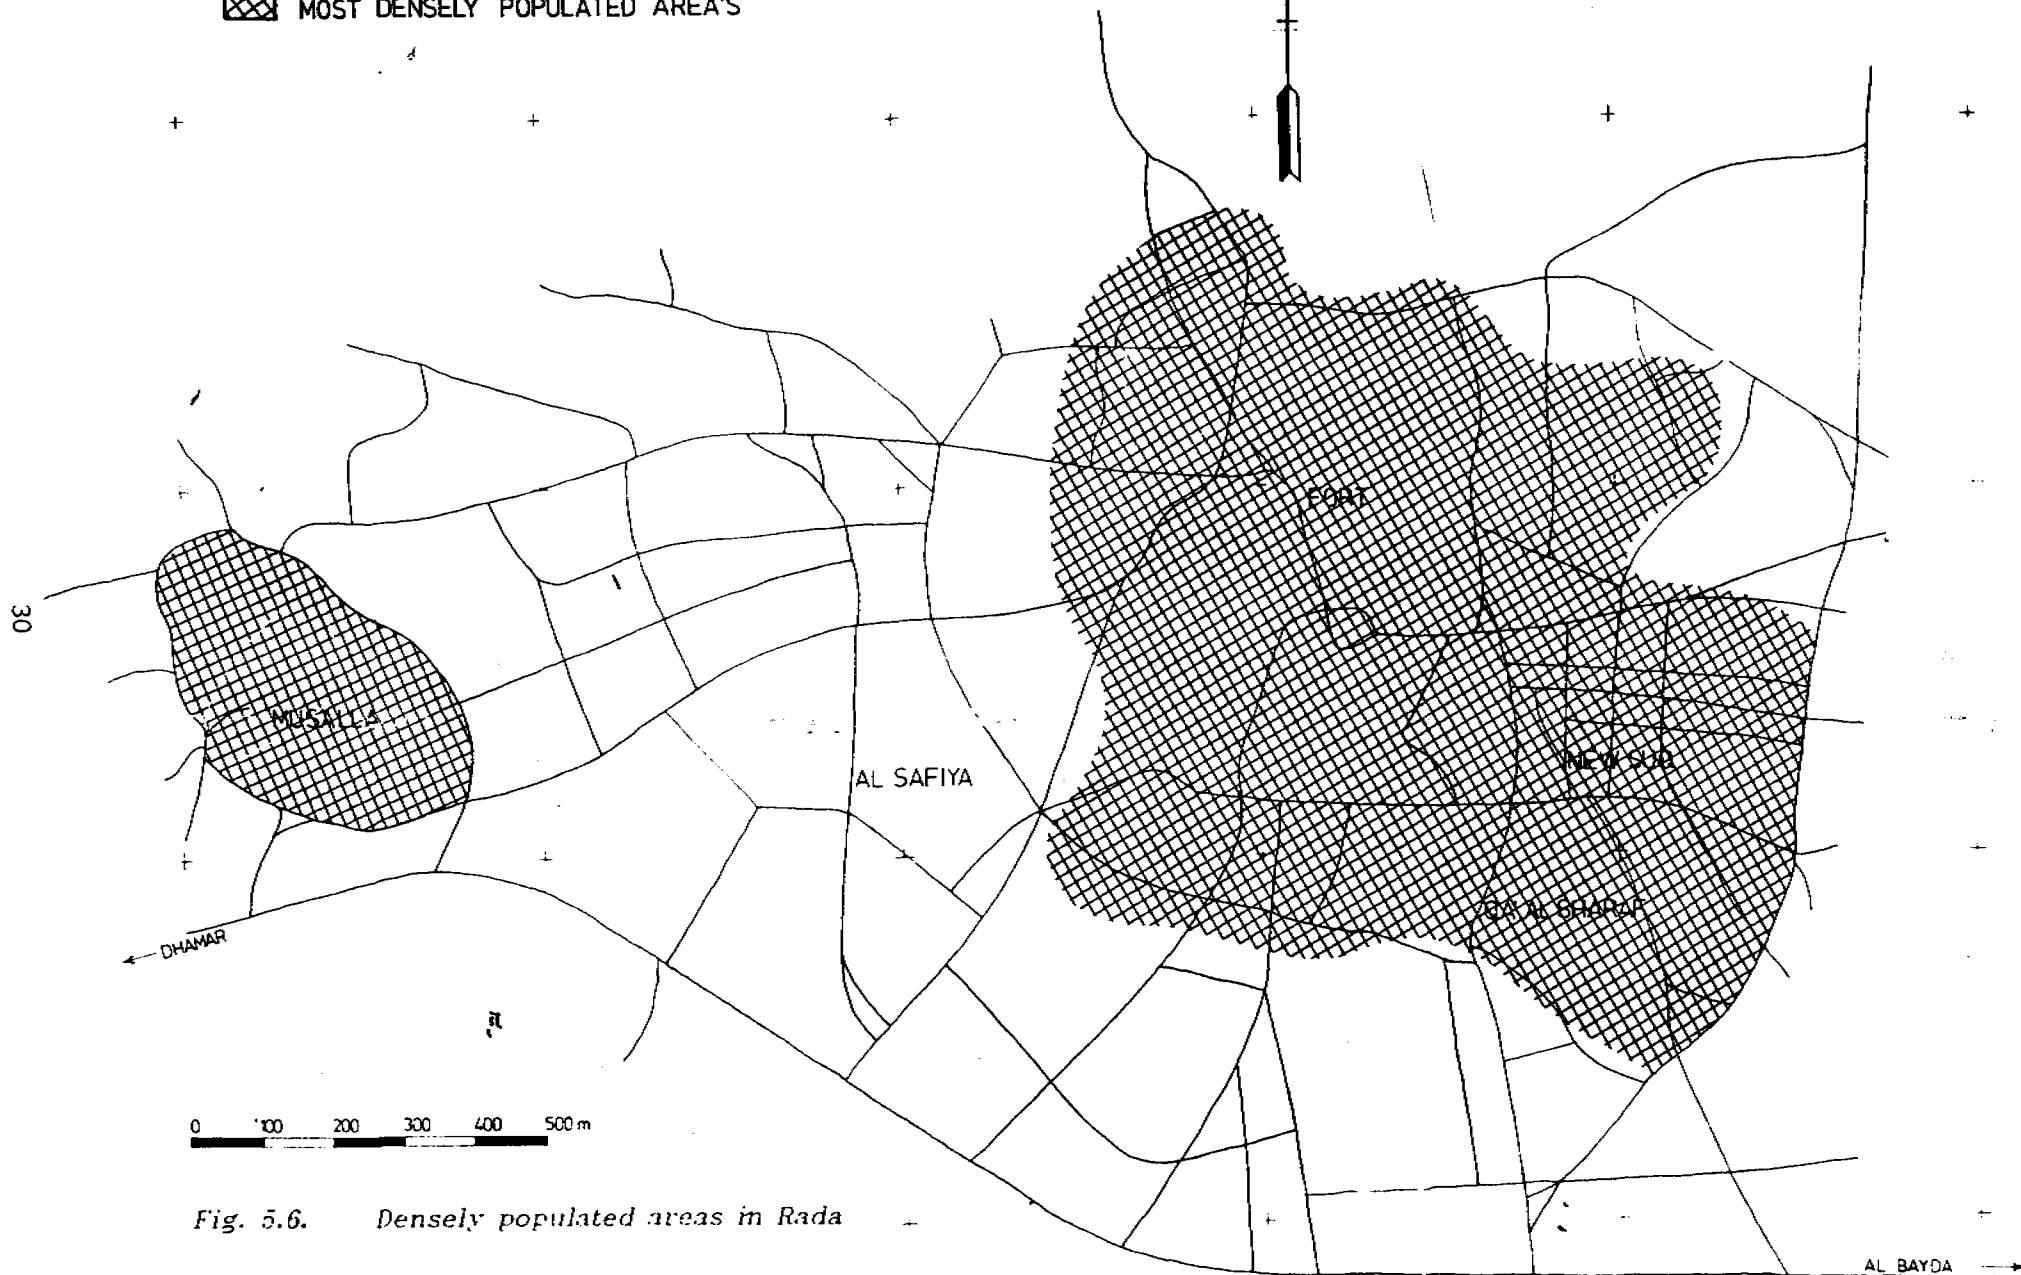 MOST DENSELY POPULATED AREA'S
FORT
MUSALLA
NEW SUQ
AL SAFIYA
QA' AL SHARAF
DHAMAR
30
0 100 200 300 400 500 m
Fig. 5.6. Densely populated areas in Rada
AL BAYDA